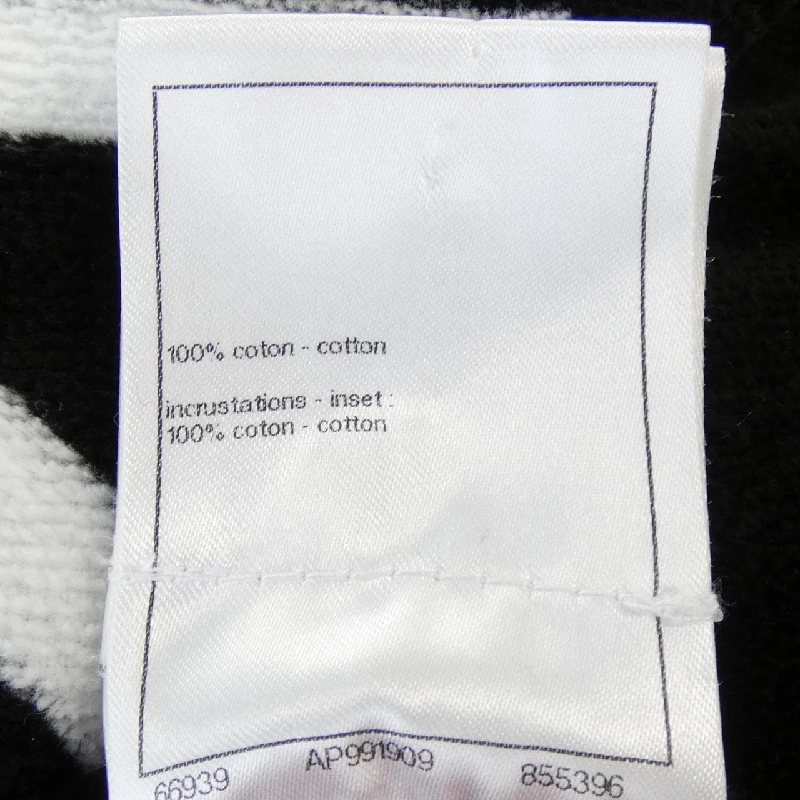 100% coton - cotton
incrustations - inset :
100% coton - cotton
66939 AP991909 855396